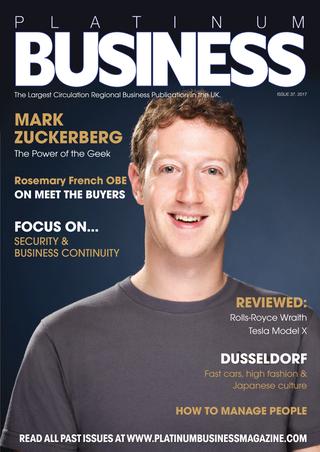 PLATINUM
BUSINESS
The Largest Circulation Regional Business Publication in the UK.
ISSUE 37. 2017
MARK
ZUCKERBERG
The Power of the Geek
Rosemary French OBE
ON MEET THE BUYERS
FOCUS ON...
SECURITY &
BUSINESS CONTINUITY
REVIEWED:
Rolls-Royce Wraith
Tesla Model X
DUSSELDORF
Fast cars, high fashion &
Japanese culture
HOW TO MANAGE PEOPLE
READ ALL PAST ISSUES AT WWW.PLATINUMBUSINESSMAGAZINE.COM